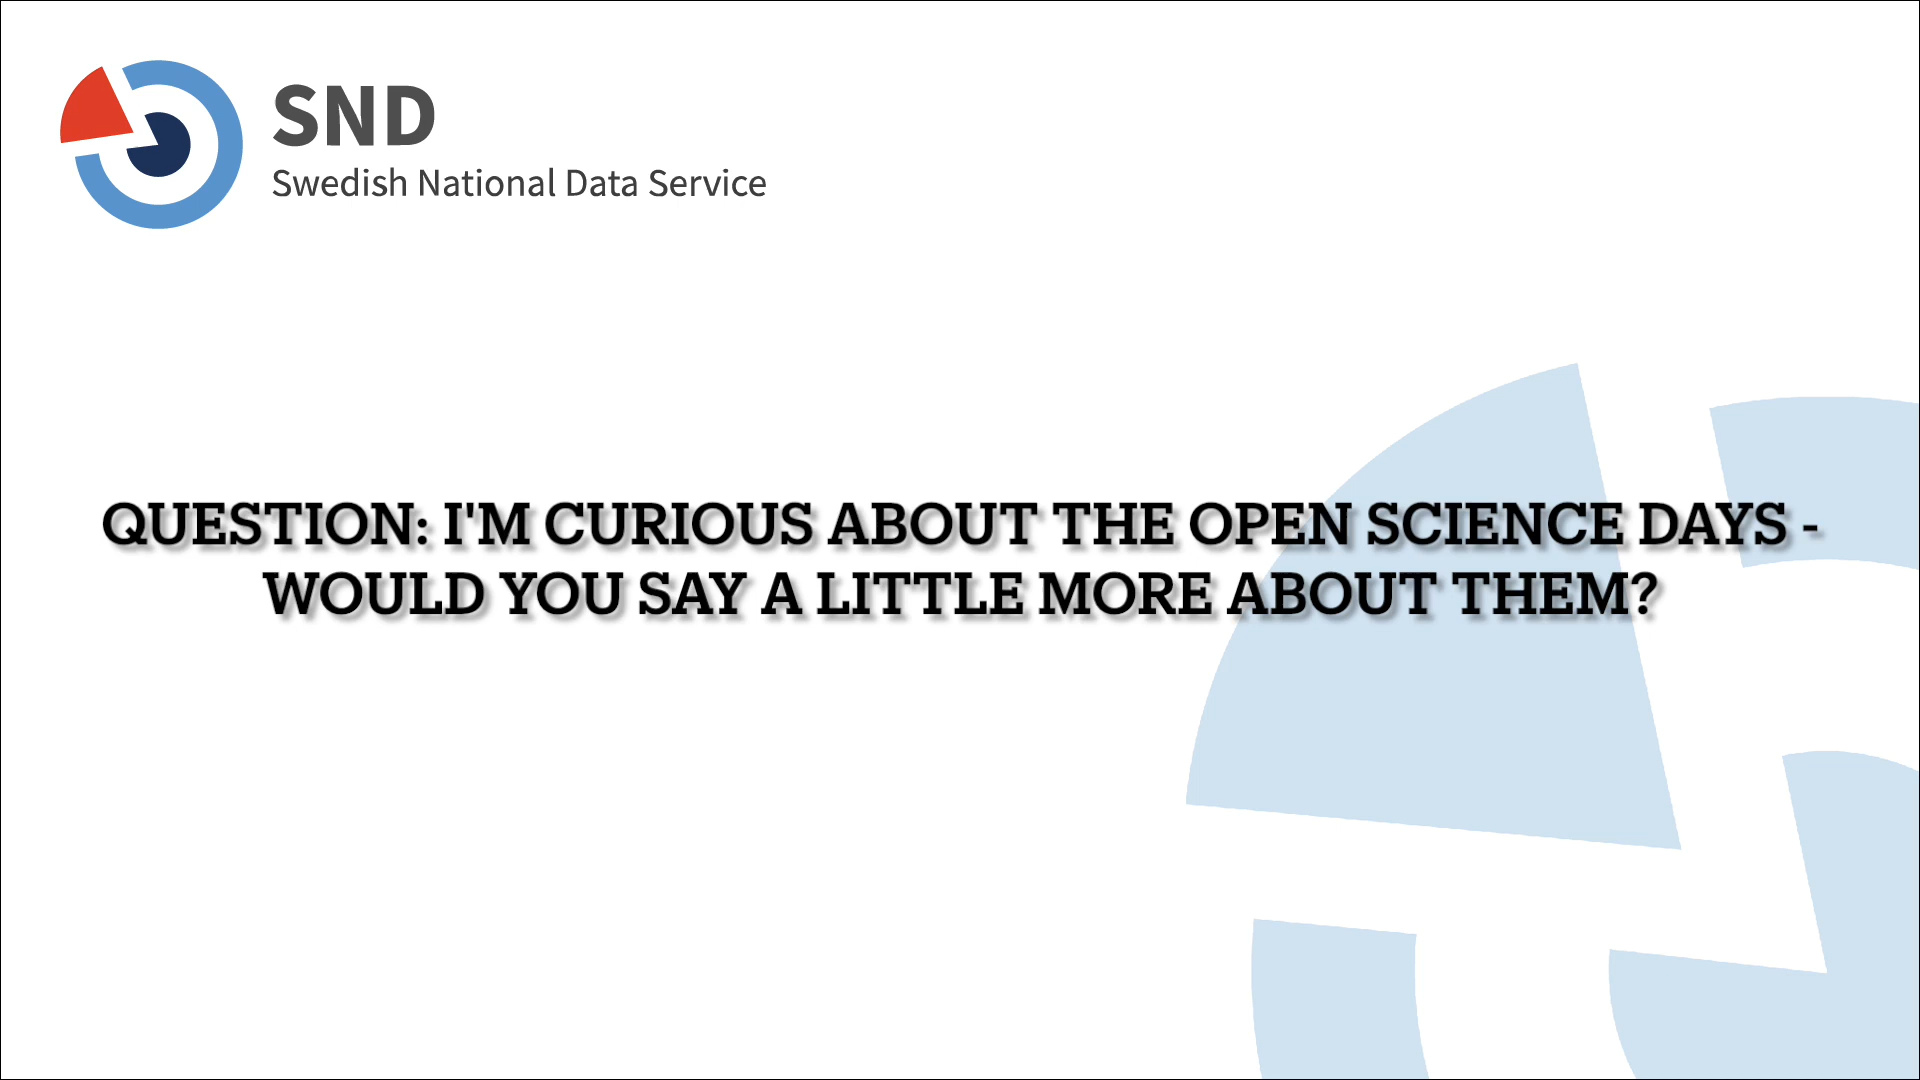 SND
Swedish National Data Service
QUESTION: I'M CURIOUS ABOUT THE OPEN SCIENCE DAYS -
WOULD YOU SAY A LITTLE MORE ABOUT THEM?